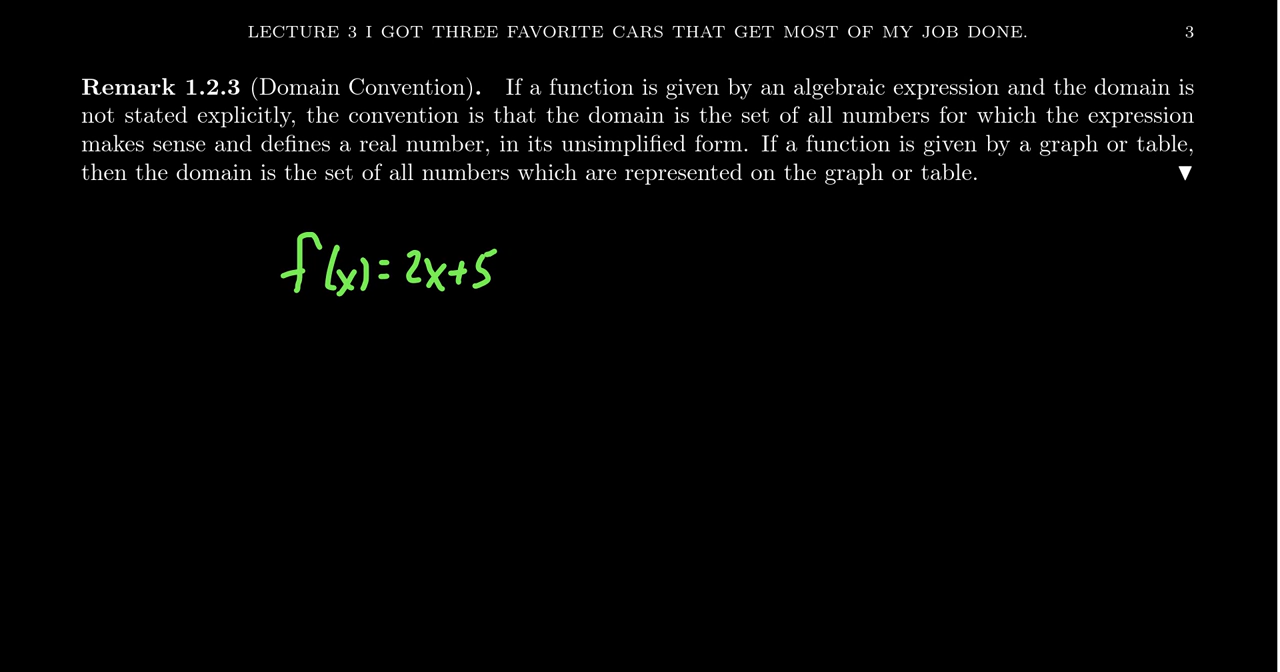 LECTURE 3 I GOT THREE FAVORITE CARS THAT GET MOST OF MY JOB DONE. 3
Remark 1.2.3 (Domain Convention). If a function is given by an algebraic expression and the domain is
not stated explicitly, the convention is that the domain is the set of all numbers for which the expression
makes sense and defines a real number, in its unsimplified form. If a function is given by a graph or table,
then the domain is the set of all numbers which are represented on the graph or table. ▼
f(x)=2x+5